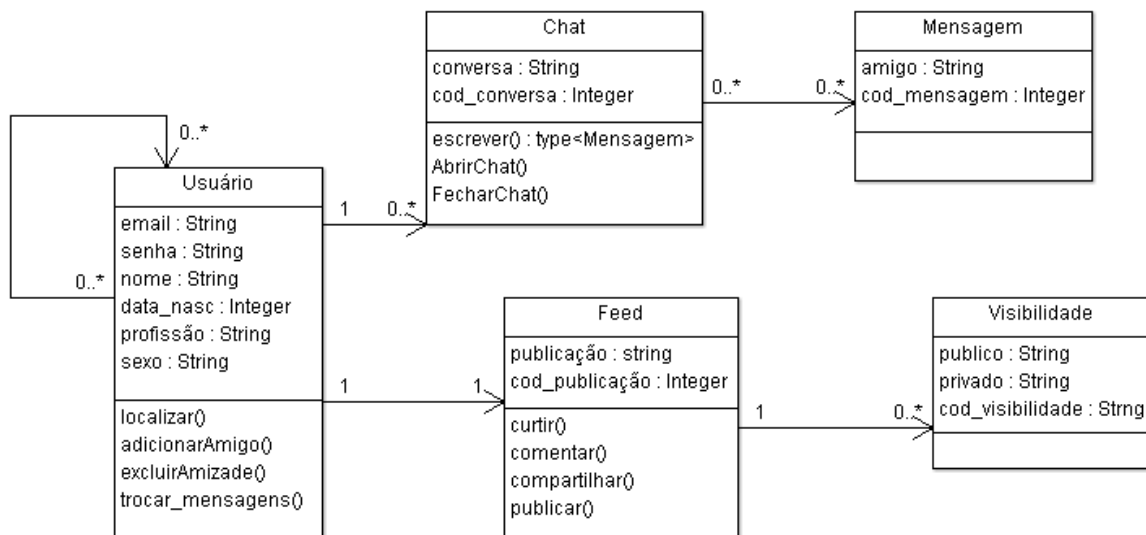 Chat
conversa : String
cod_conversa : Integer
escrever() : type<Mensagem>
AbrirChat()
FecharChat()
Mensagem
amigo : String
cod_mensagem : Integer
0..*
0..*
0..*
0..*
Usuário
email : String
senha : String
nome : String
data_nasc : Integer
profissão : String
sexo : String
localizar()
adicionarAmigo()
excluirAmizade()
trocar_mensagens()
1
0..*
1
1
Feed
publicação : string
cod_publicação : Integer
curtir()
comentar()
compartilhar()
publicar()
1
0..*
Visibilidade
publico : String
privado : String
cod_visibilidade : Strng